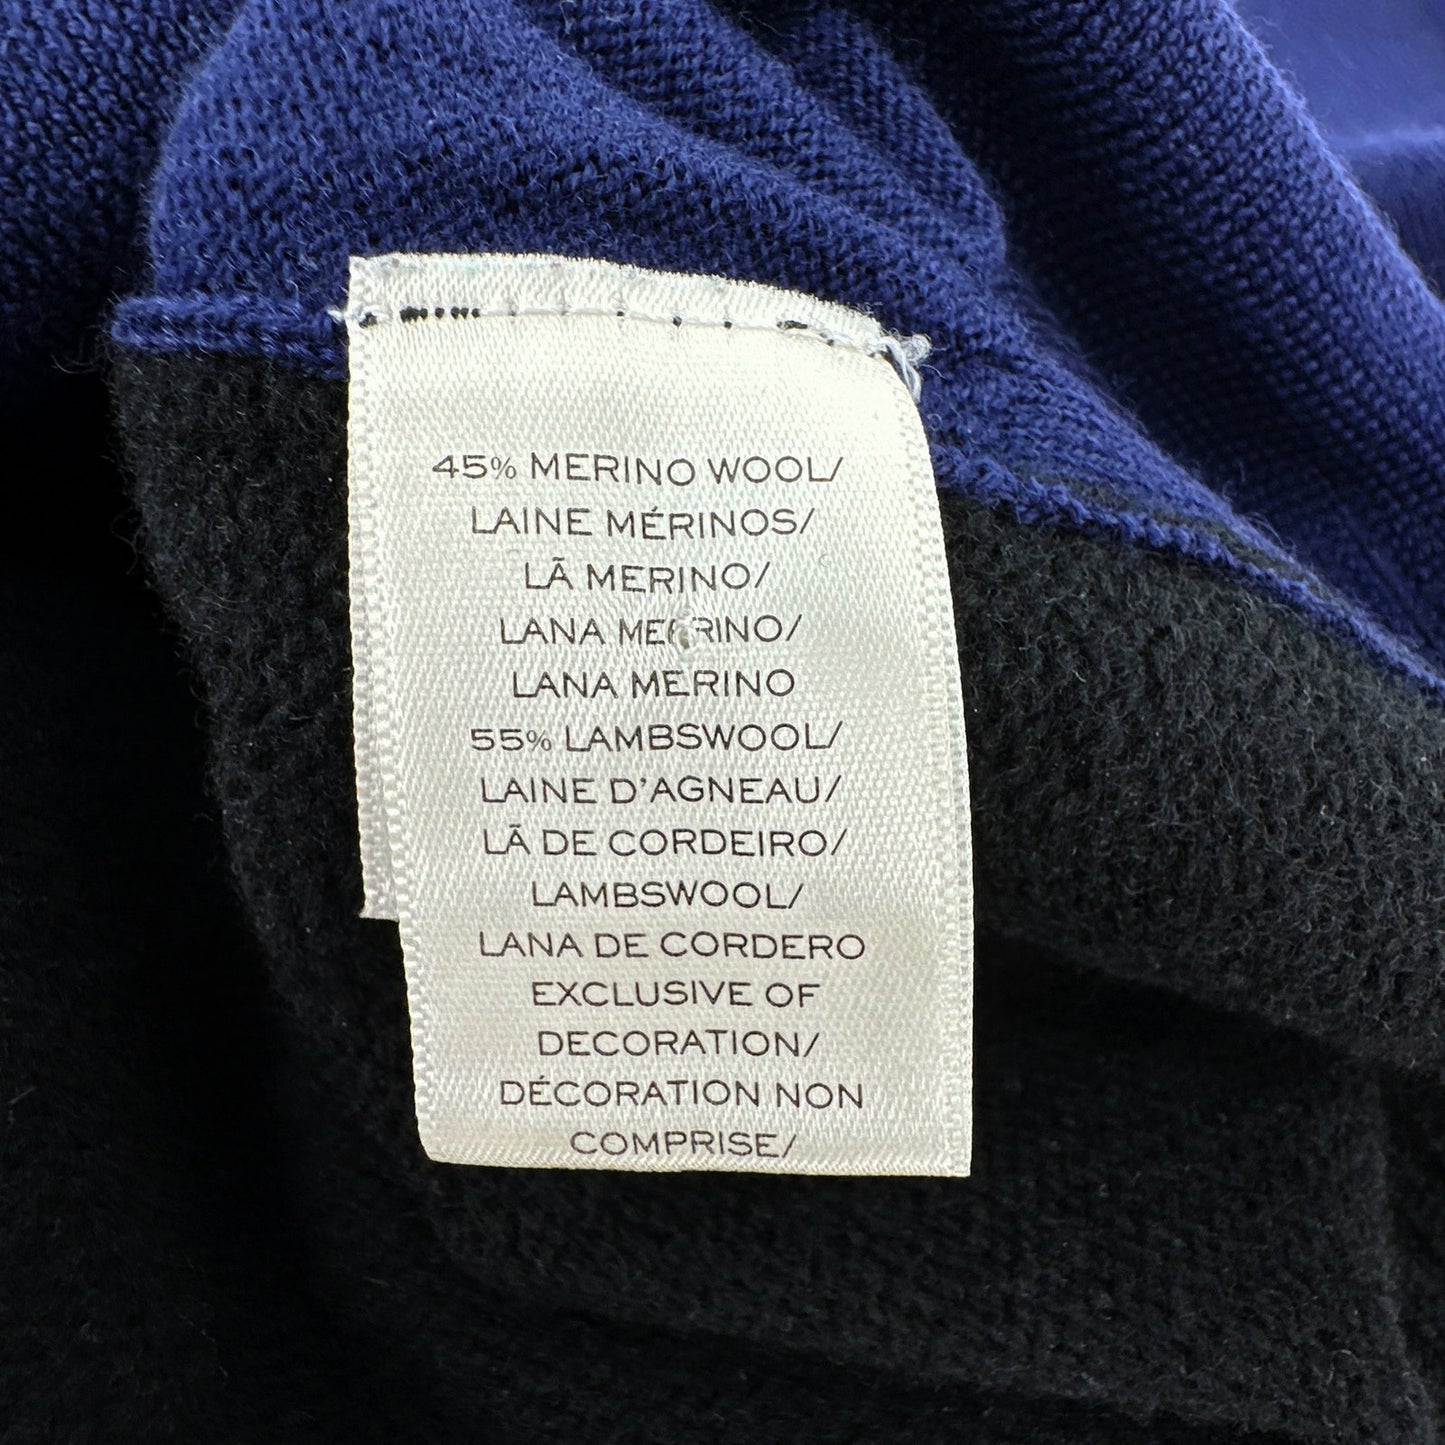 45% MERINO WOOL/
LAINE MÉRINOS/
LÃ MERINO/
LANA MERINO/
LANA MERINO
55% LAMBSWOOL/
LAINE D'AGNEAU/
LÃ DE CORDEIRO/
LAMBSWOOL/
LANA DE CORDERO
EXCLUSIVE OF
DECORATION/
DÉCORATION NON
COMPRISE/